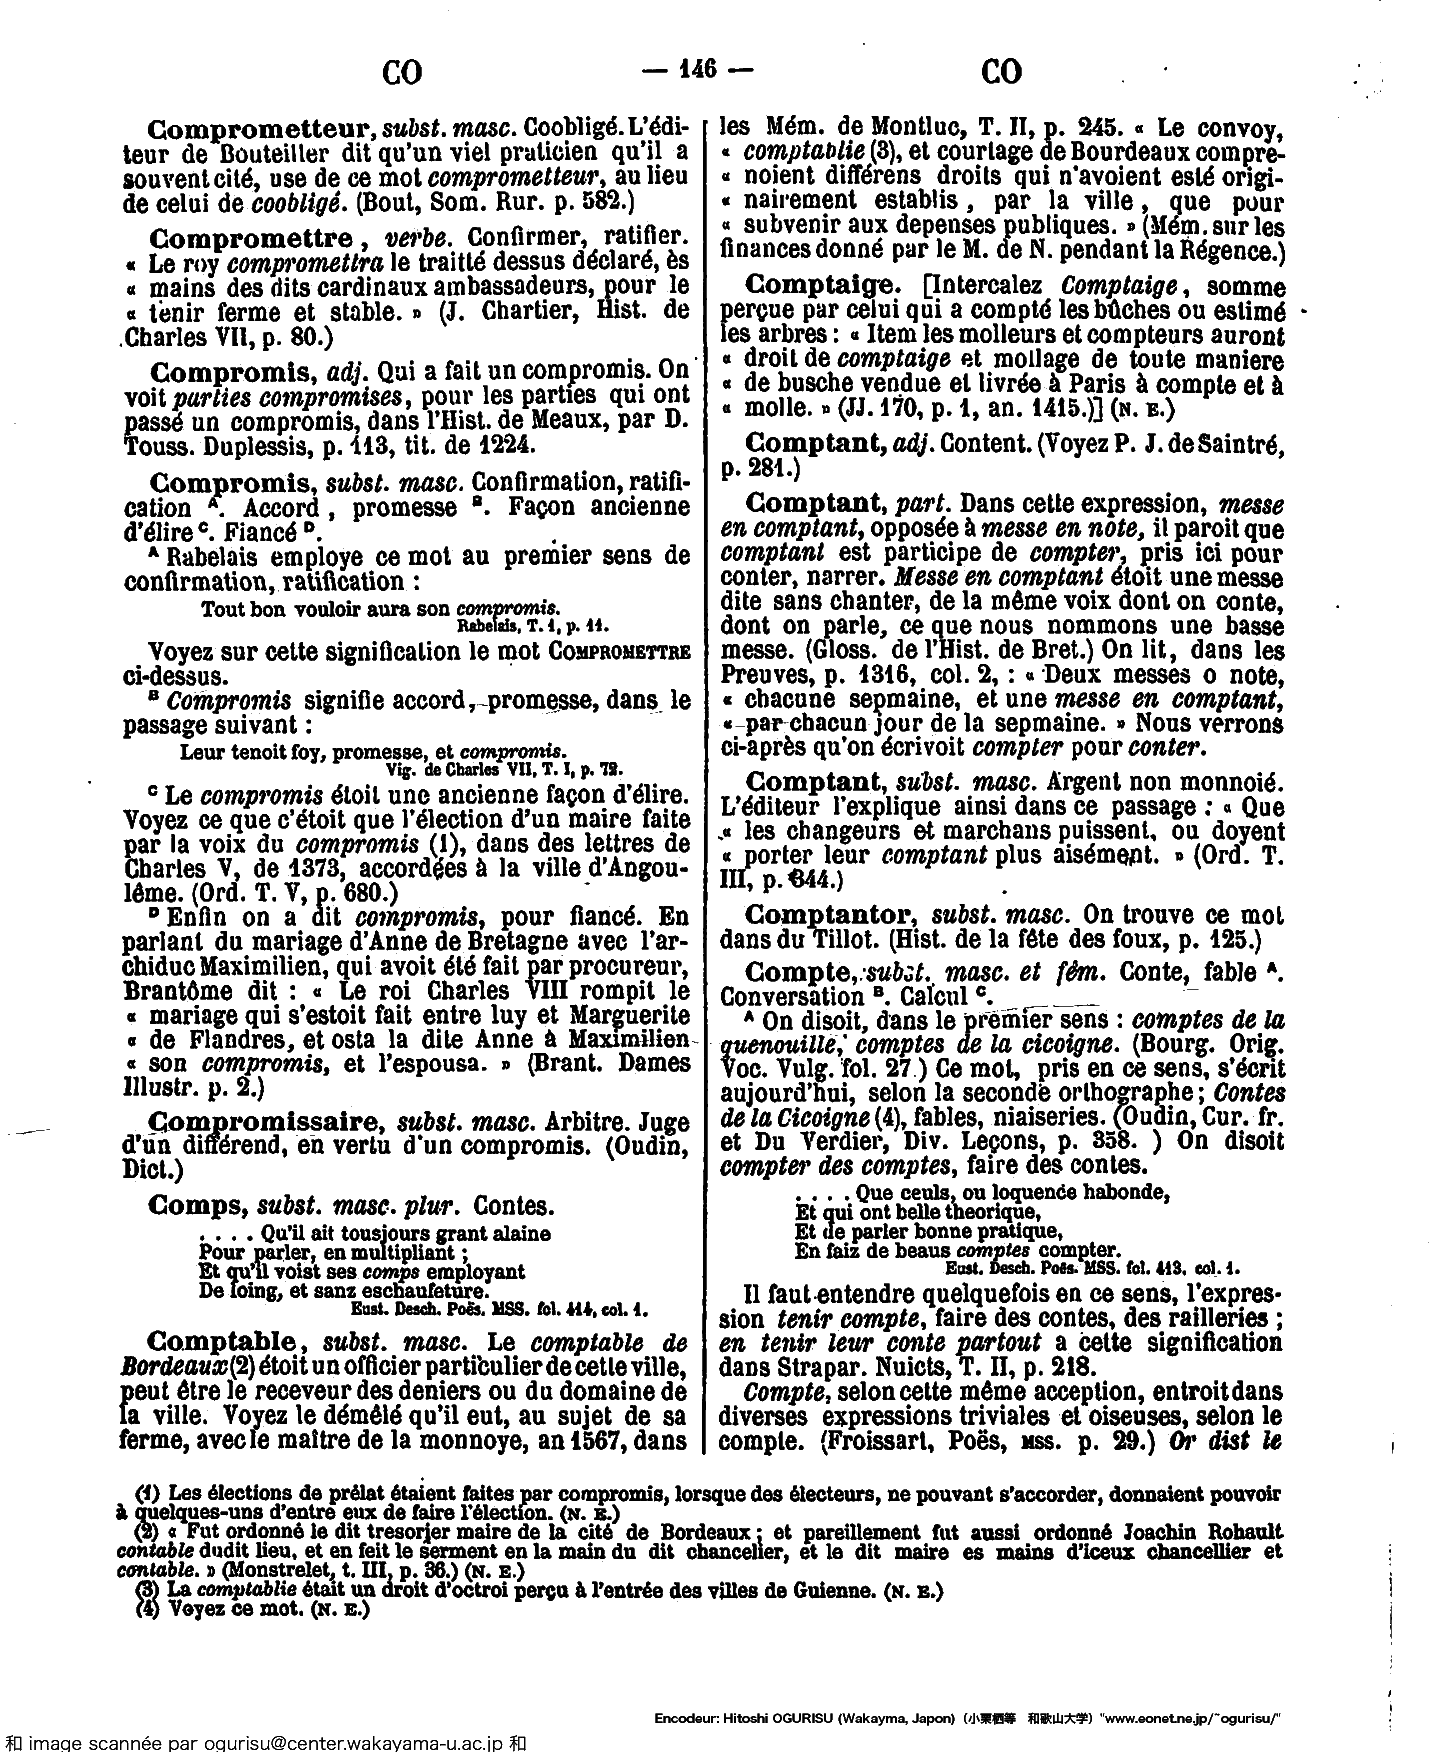 CO — 146 — CO
Comprometteur, subst. masc. Coobligé. L'édi-
teur de Bouteiller dit qu'un viel praticien qu'il a
souvent cité, use de ce mot comprometteur, au lieu
de celui de coobligé. (Bout, Som. Rur. p. 582.)
Compromettre, verbe. Confirmer, ratifier.
« Le roy compromettra le traitté dessus déclaré, ès
« mains des dits cardinaux ambassadeurs, pour le
« tenir ferme et stable. » (J. Chartier, Hist. de
Charles VII, p. 80.)
Compromis, adj. Qui a fait un compromis. On
voit parties compromises, pour les parties qui ont
passé un compromis, dans l'Hist. de Meaux, par D.
Touss. Duplessis, p. 113, tit. de 1224.
Compromis, subst. masc. Confirmation, ratifi-
cation A. Accord, promesse B. Façon ancienne
d'élire C. Fiancé D.
A Rabelais employe ce mot au premier sens de
confirmation, ratification :
Tout bon vouloir aura son compromis.
Rabelais, T. 1, p. 11.
Voyez sur cette signification le mot COMPROMETTRE
ci-dessus.
B Compromis signifie accord, promesse, dans le
passage suivant :
Leur tenoit foy, promesse, et compromis.
Vig. de Charles VII, T. I, p. 72.
C Le compromis étoit une ancienne façon d'élire.
Voyez ce que c'étoit que l'élection d'un maire faite
par la voix du compromis (1), dans des lettres de
Charles V, de 1373, accordées à la ville d'Angou-
lême. (Ord. T. V, p. 680.)
D Enfin on a dit compromis, pour fiancé. En
parlant du mariage d'Anne de Bretagne avec l'ar-
chiduc Maximilien, qui avoit été fait par procureur,
Brantôme dit : « Le roi Charles VIII rompit le
« mariage qui s'estoit fait entre luy et Marguerite
« de Flandres, et osta la dite Anne à Maximilien
« son compromis, et l'espousa. » (Brant. Dames
Illustr. p. 2.)
Compromissaire, subst. masc. Arbitre. Juge
d'un différend, en vertu d'un compromis. (Oudin,
Dict.)
Comps, subst. masc. plur. Contes.
. . . . Qu'il ait tousjours grant alaine
Pour parler, en multipliant ;
Et qu'il voist ses comps employant
De loing, et sanz eschaufeture.
Eust. Desch. Poës. MSS. fol. 414, col. 1.
Comptable, subst. masc. Le comptable de
Bordeaux (2) étoit un officier particulier de cette ville,
peut être le receveur des deniers ou du domaine de
la ville. Voyez le démêlé qu'il eut, au sujet de sa
ferme, avec le maître de la monnoye, an 1567, dans
les Mém. de Montluc, T. II, p. 245. « Le convoy,
« comptablie (3), et courtage de Bourdeaux compre-
« noient différens droits qui n'avoient esté origi-
« nairement establis, par la ville, que pour
« subvenir aux depenses publiques. » (Mém. sur les
finances donné par le M. de N. pendant la Régence.)
Comptaige. [Intercalez Comptaige, somme
perçue par celui qui a compté les bûches ou estimé
les arbres : « Item les molleurs et compteurs auront
« droit de comptaige et mollage de toute maniere
« de busche vendue et livrée à Paris à compte et à
« molle. » (JJ. 170, p. 1, an. 1415.)] (N. E.)
Comptant, adj. Content. (Voyez P. J. de Saintré,
p. 281.)
Comptant, part. Dans cette expression, messe
en comptant, opposée à messe en note, il paroit que
comptant est participe de compter, pris ici pour
conter, narrer. Messe en comptant étoit une messe
dite sans chanter, de la même voix dont on conte,
dont on parle, ce que nous nommons une basse
messe. (Gloss. de l'Hist. de Bret.) On lit, dans les
Preuves, p. 1316, col. 2, : « Deux messes o note,
« chacune sepmaine, et une messe en comptant,
« par chacun jour de la sepmaine. » Nous verrons
ci-après qu'on écrivoit compter pour conter.
Comptant, subst. masc. Argent non monnoié.
L'éditeur l'explique ainsi dans ce passage : « Que
« les changeurs et marchans puissent, ou doyent
« porter leur comptant plus aisément. » (Ord. T.
III, p. 344.)
Comptantor, subst. masc. On trouve ce mot
dans du Tillot. (Hist. de la fête des foux, p. 125.)
Compte, subst. masc. et fém. Conte, fable A.
Conversation B. Calcul C.
A On disoit, dans le premier sens : comptes de la
quenouille, comptes de la cicoigne. (Bourg. Orig.
Voc. Vulg. fol. 27.) Ce mot, pris en ce sens, s'écrit
aujourd'hui, selon la seconde orthographe ; Contes
de la Cicoigne (4), fables, niaiseries. (Oudin, Cur. fr.
et Du Verdier, Div. Leçons, p. 358. ) On disoit
compter des comptes, faire des contes.
. . . . Que ceuls, ou loquence habonde,
Et qui ont belle theorique,
Et de parler bonne pratique,
En faiz de beaus comptes compter.
Eust. Desch. Poës. MSS. fol. 413, col. 1.
Il faut entendre quelquefois en ce sens, l'expres-
sion tenir compte, faire des contes, des railleries ;
en tenir leur conte partout a cette signification
dans Strapar. Nuicts, T. II, p. 218.
Compte, selon cette même acception, entroit dans
diverses expressions triviales et oiseuses, selon le
compte. (Froissart, Poës, MSS. p. 29.) Or dist le
(1) Les élections de prélat étaient faites par compromis, lorsque des électeurs, ne pouvant s'accorder, donnaient pouvoir
à quelques-uns d'entre eux de faire l'élection. (N. E.)
(2) « Fut ordonné le dit tresorier maire de la cité de Bordeaux ; et pareillement fut aussi ordonné Joachin Rohault
contable dudit lieu, et en feit le serment en la main du dit chancelier, et le dit maire es mains d'iceux chancellier et
contable. » (Monstrelet, t. III, p. 36.) (N. E.)
(3) La comptablie était un droit d'octroi perçu à l'entrée des villes de Guienne. (N. E.)
(4) Voyez ce mot. (N. E.)
Encodeur: Hitoshi OGURISU (Wakayma, Japon) (小栗栖等 和歌山大学) "www.eonet.ne.jp/~ogurisu/"
和 image scannée par ogurisu@center.wakayama-u.ac.jp 和